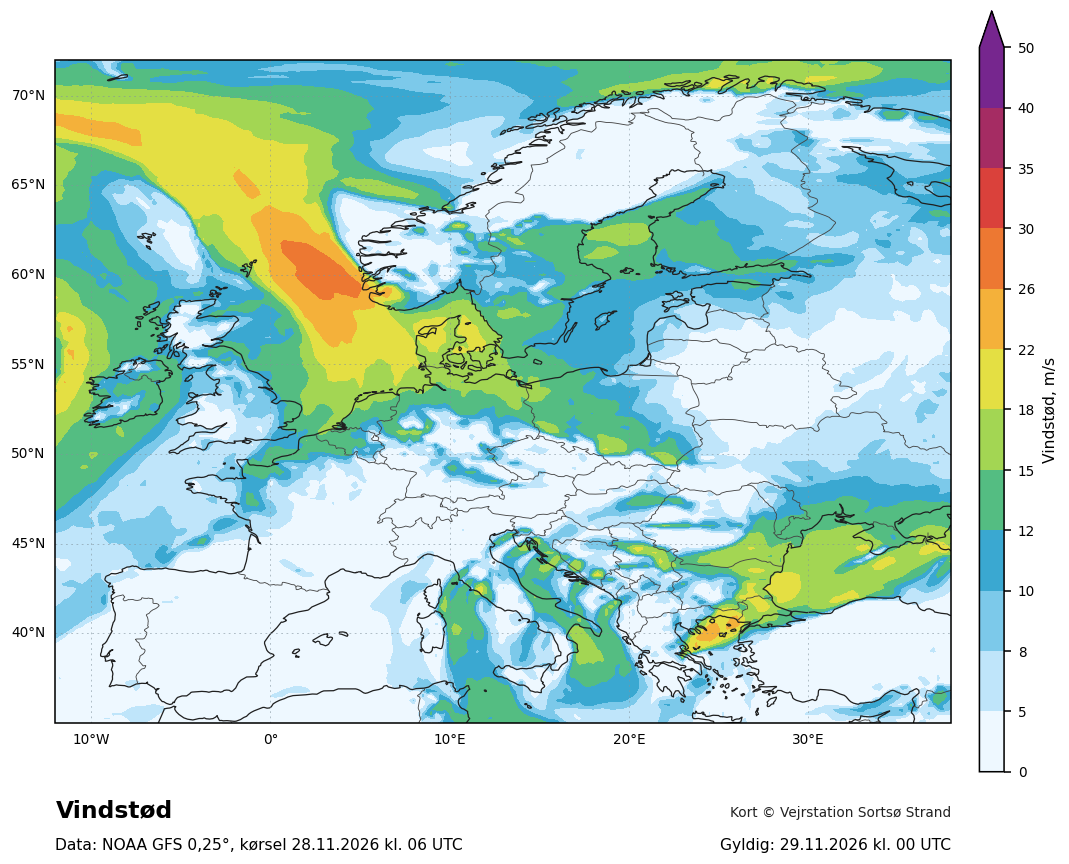 50
40
35
30
26
22
18
15
12
10
8
5
0
Vindstød, m/s
70°N
65°N
60°N
55°N
50°N
45°N
40°N
10°W
0°
10°E
20°E
30°E
Vindstød
Kort © Vejrstation Sortsø Strand
Data: NOAA GFS 0,25°, kørsel 28.11.2026 kl. 06 UTC
Gyldig: 29.11.2026 kl. 00 UTC